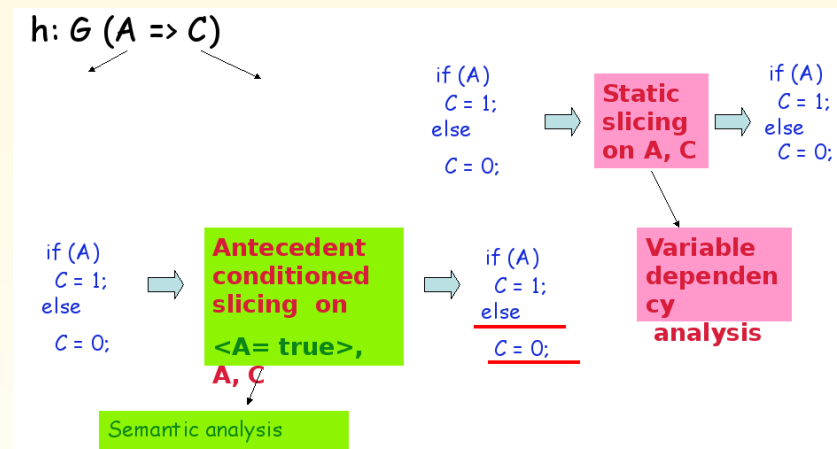 h: G (A => C)
if (A)
C = 1;
else
C = 0;
Static
slicing
on A, C
if (A)
C = 1;
else
C = 0;
if (A)
C = 1;
else
C = 0;
Antecedent
conditioned
slicing on
<A= true>,
A, C
if (A)
C = 1;
else
C = 0;
Variable
dependen
cy
analysis
Semantic analysis